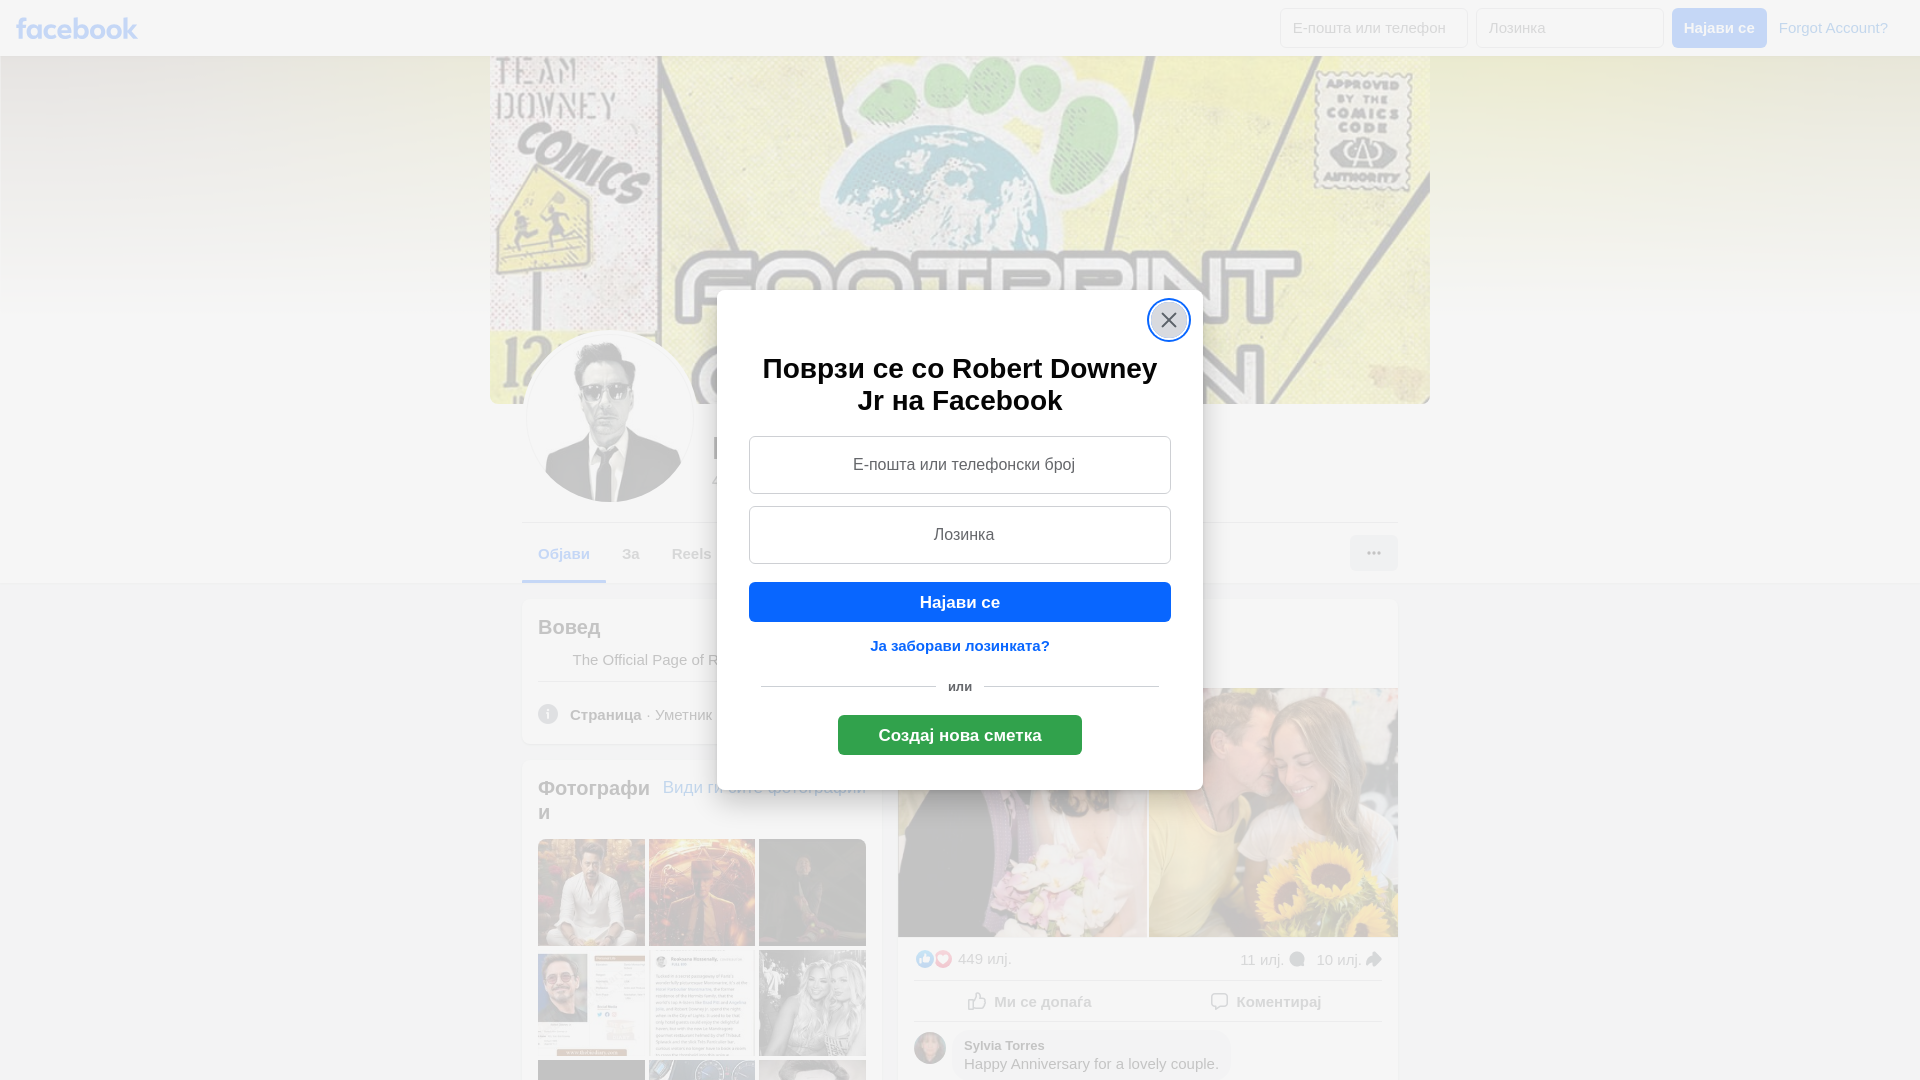 facebook
Е-пошта или телефон
Лозинка
Најави се
Forgot Account?
TEAM
DOWNEY
COMICS
APPROVED
BY THE
COMICS
CODE
AUTHORITY
FOOTPRINT
12
Поврзи се со Robert Downey
Jr на Facebook
Е-пошта или телефонски број
Лозинка
Најави се
Ја заборави лозинката?
или
Создај нова сметка
Објави
За
Reels
Вовед
The Official Page of R
Страница · Уметник
Фотографи
и
Види ги сите фотографии
449 илј.
11 илј.
10 илј.
Ми се допаѓа
Коментирај
Sylvia Torres
Happy Anniversary for a lovely couple.